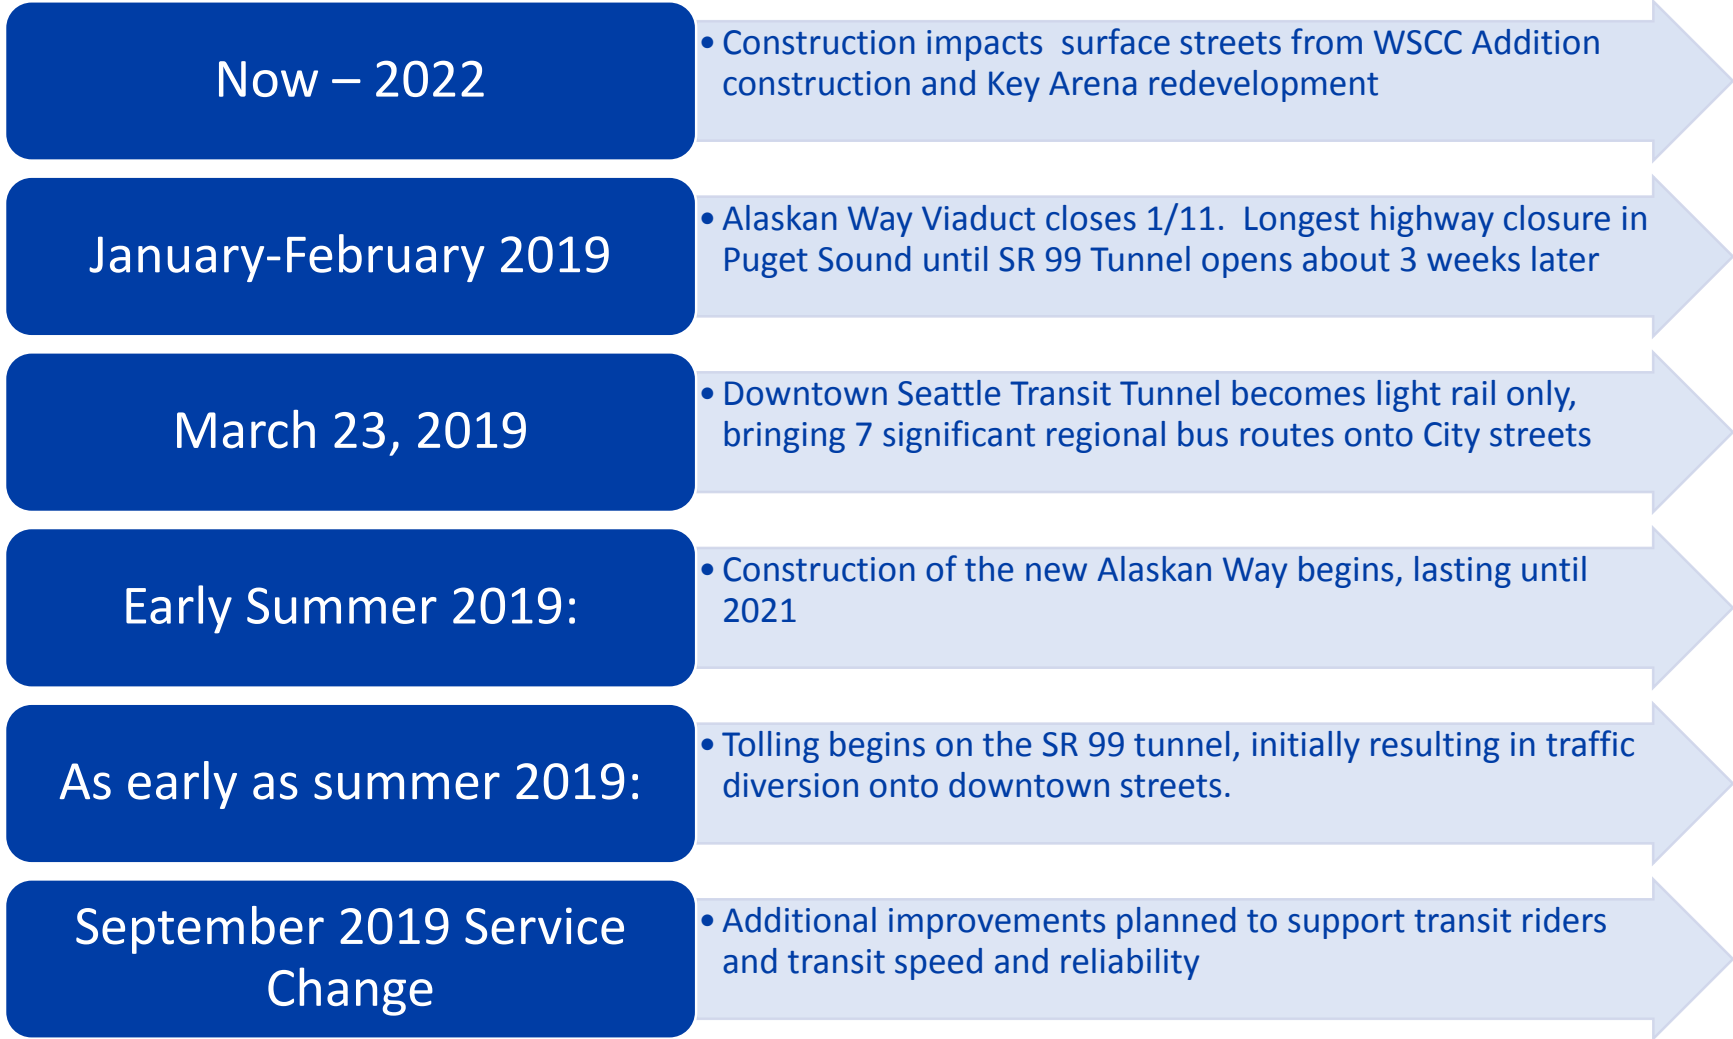 Now – 2022
• Construction impacts  surface streets from WSCC Addition
construction and Key Arena redevelopment
January-February 2019
• Alaskan Way Viaduct closes 1/11.  Longest highway closure in
Puget Sound until SR 99 Tunnel opens about 3 weeks later
March 23, 2019
• Downtown Seattle Transit Tunnel becomes light rail only,
bringing 7 significant regional bus routes onto City streets
Early Summer 2019:
• Construction of the new Alaskan Way begins, lasting until
2021
As early as summer 2019:
• Tolling begins on the SR 99 tunnel, initially resulting in traffic
diversion onto downtown streets.
September 2019 Service
Change
• Additional improvements planned to support transit riders
and transit speed and reliability